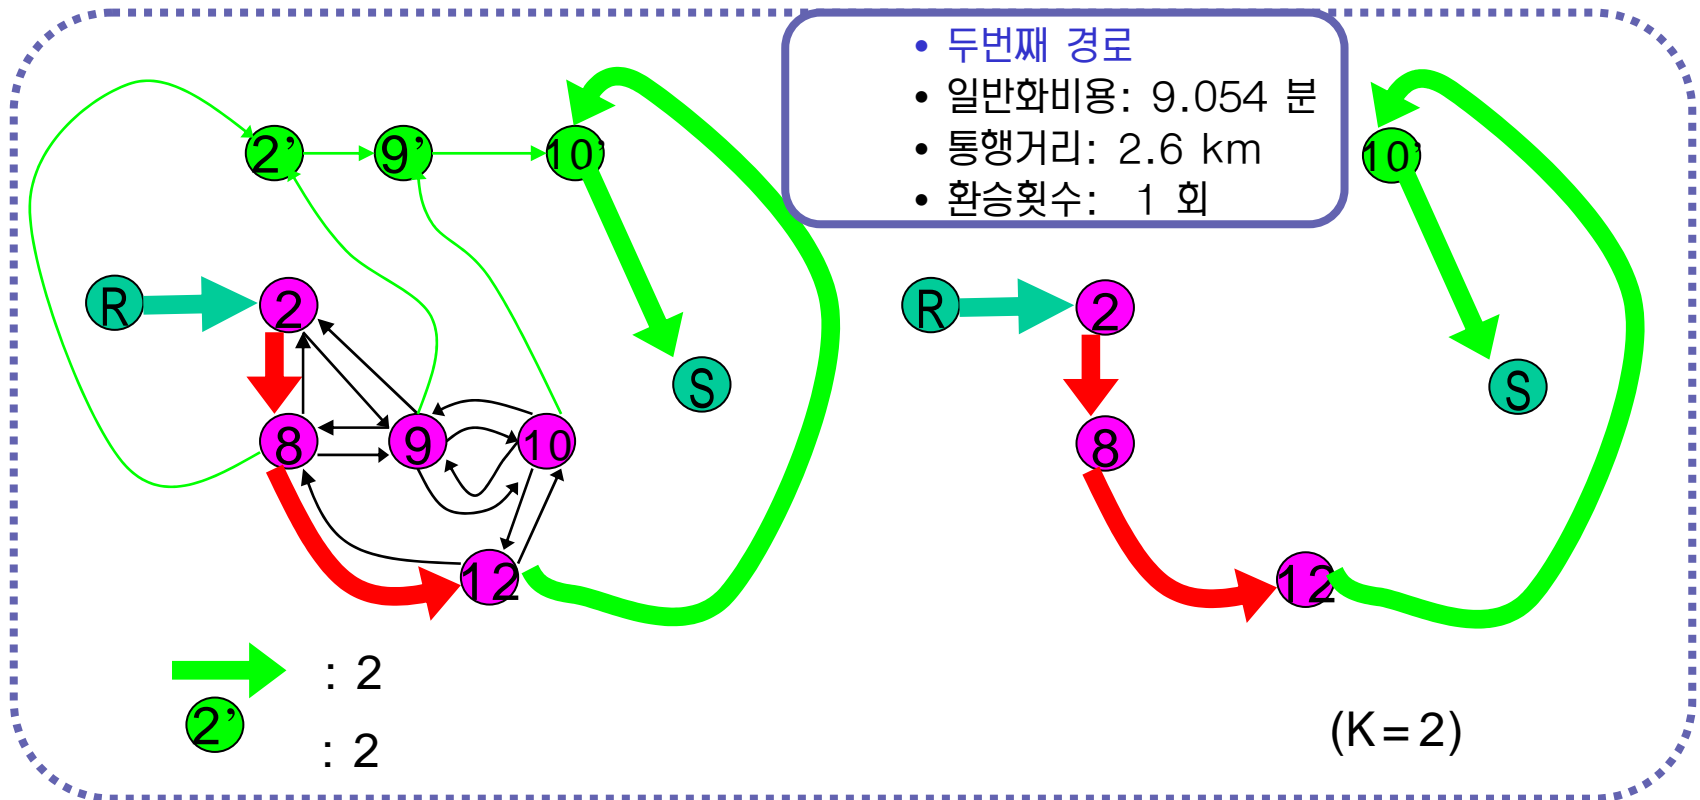 • 두번째 경로
• 일반화비용: 9.054 분
• 통행거리: 2.6 km
• 환승횟수: 1 회
2’ 9’ 10’
10’
R 2
R 2
S
S
8 9 10
8
12
12
: 2
2’
: 2
(K=2)